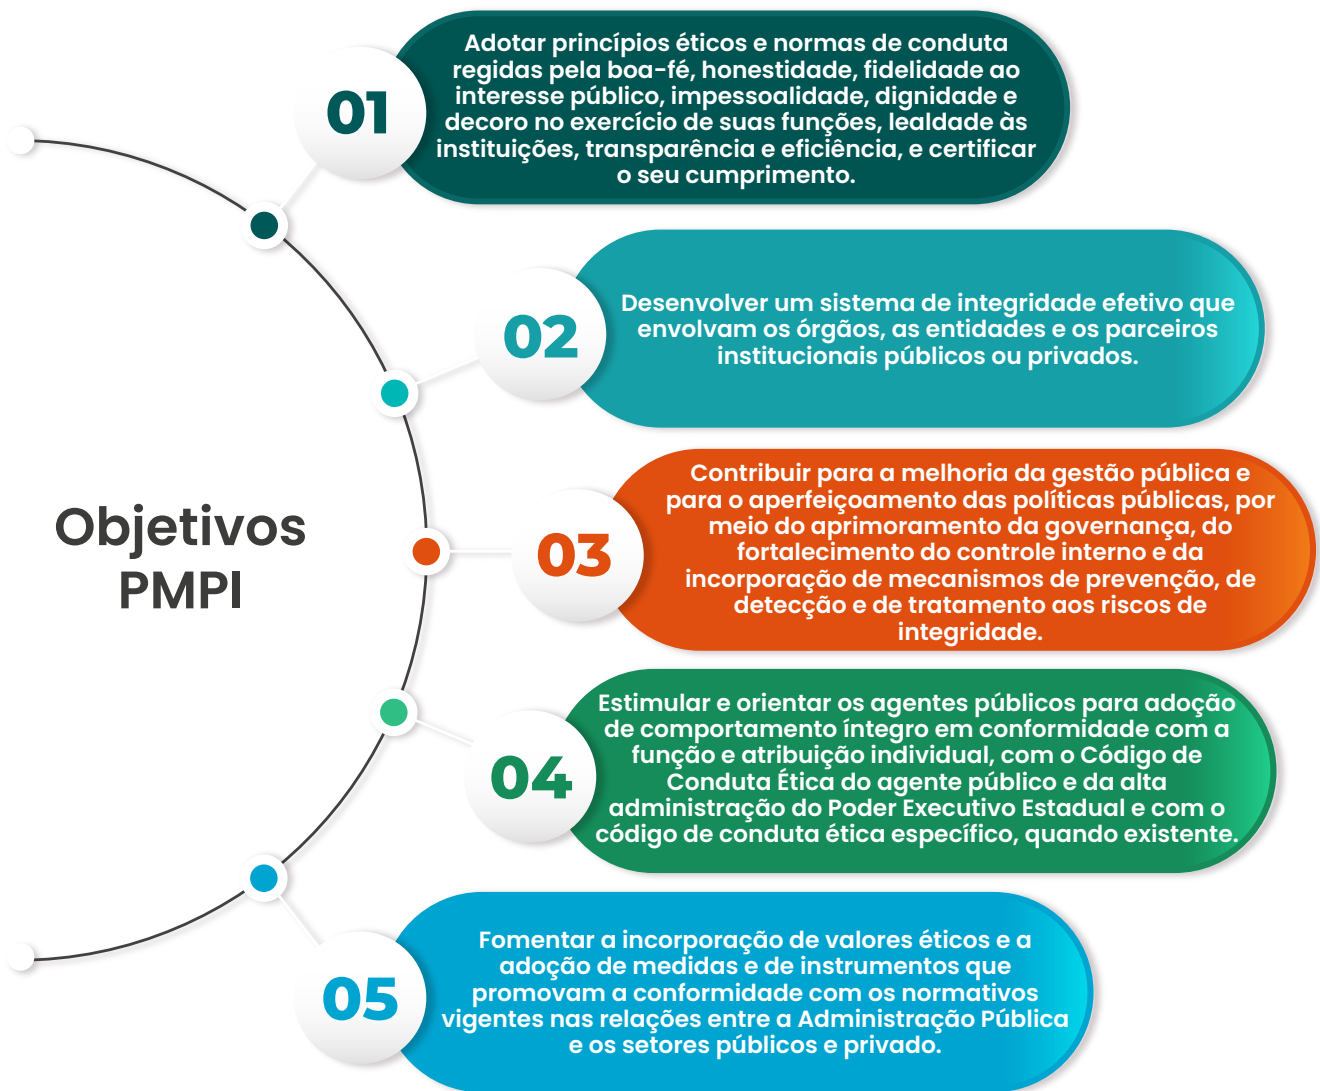 Objetivos
PMPI
01
Adotar princípios éticos e normas de conduta
regidas pela boa-fé, honestidade, fidelidade ao
interesse público, impessoalidade, dignidade e
decoro no exercício de suas funções, lealdade às
instituições, transparência e eficiência, e certificar
o seu cumprimento.
02
Desenvolver um sistema de integridade efetivo que
envolvam os órgãos, as entidades e os parceiros
institucionais públicos ou privados.
03
Contribuir para a melhoria da gestão pública e
para o aperfeiçoamento das políticas públicas, por
meio do aprimoramento da governança, do
fortalecimento do controle interno e da
incorporação de mecanismos de prevenção, de
detecção e de tratamento aos riscos de
integridade.
04
Estimular e orientar os agentes públicos para adoção
de comportamento íntegro em conformidade com a
função e atribuição individual, com o Código de
Conduta Ética do agente público e da alta
administração do Poder Executivo Estadual e com o
código de conduta ética específico, quando existente.
05
Fomentar a incorporação de valores éticos e a
adoção de medidas e de instrumentos que
promovam a conformidade com os normativos
vigentes nas relações entre a Administração Pública
e os setores públicos e privado.